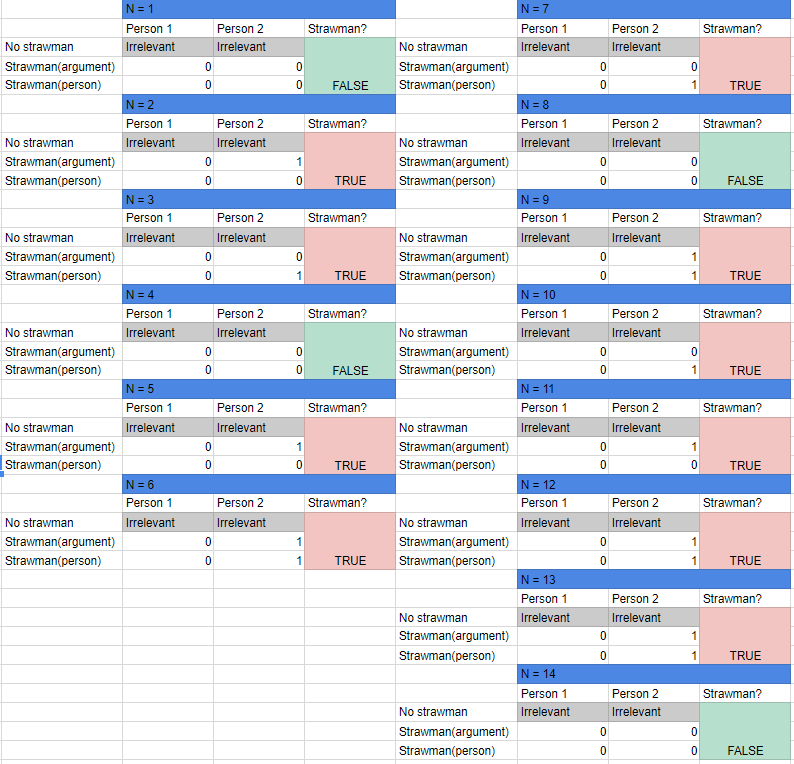 N = 1
Person 1 Person 2 Strawman?
No strawman Irrelevant Irrelevant
Strawman(argument) 0 0
Strawman(person) 0 0 FALSE
N = 2
Person 1 Person 2 Strawman?
No strawman Irrelevant Irrelevant
Strawman(argument) 0 1
Strawman(person) 0 0 TRUE
N = 3
Person 1 Person 2 Strawman?
No strawman Irrelevant Irrelevant
Strawman(argument) 0 0
Strawman(person) 0 1 TRUE
N = 4
Person 1 Person 2 Strawman?
No strawman Irrelevant Irrelevant
Strawman(argument) 0 0
Strawman(person) 0 0 FALSE
N = 5
Person 1 Person 2 Strawman?
No strawman Irrelevant Irrelevant
Strawman(argument) 0 1
Strawman(person) 0 0 TRUE
N = 6
Person 1 Person 2 Strawman?
No strawman Irrelevant Irrelevant
Strawman(argument) 0 1
Strawman(person) 0 1 TRUE
N = 7
Person 1 Person 2 Strawman?
No strawman Irrelevant Irrelevant
Strawman(argument) 0 0
Strawman(person) 0 1 TRUE
N = 8
Person 1 Person 2 Strawman?
No strawman Irrelevant Irrelevant
Strawman(argument) 0 0
Strawman(person) 0 0 FALSE
N = 9
Person 1 Person 2 Strawman?
No strawman Irrelevant Irrelevant
Strawman(argument) 0 1
Strawman(person) 0 1 TRUE
N = 10
Person 1 Person 2 Strawman?
No strawman Irrelevant Irrelevant
Strawman(argument) 0 0
Strawman(person) 0 1 TRUE
N = 11
Person 1 Person 2 Strawman?
No strawman Irrelevant Irrelevant
Strawman(argument) 0 1
Strawman(person) 0 0 TRUE
N = 12
Person 1 Person 2 Strawman?
No strawman Irrelevant Irrelevant
Strawman(argument) 0 1
Strawman(person) 0 1 TRUE
N = 13
Person 1 Person 2 Strawman?
No strawman Irrelevant Irrelevant
Strawman(argument) 0 1
Strawman(person) 0 1 TRUE
N = 14
Person 1 Person 2 Strawman?
No strawman Irrelevant Irrelevant
Strawman(argument) 0 0
Strawman(person) 0 0 FALSE